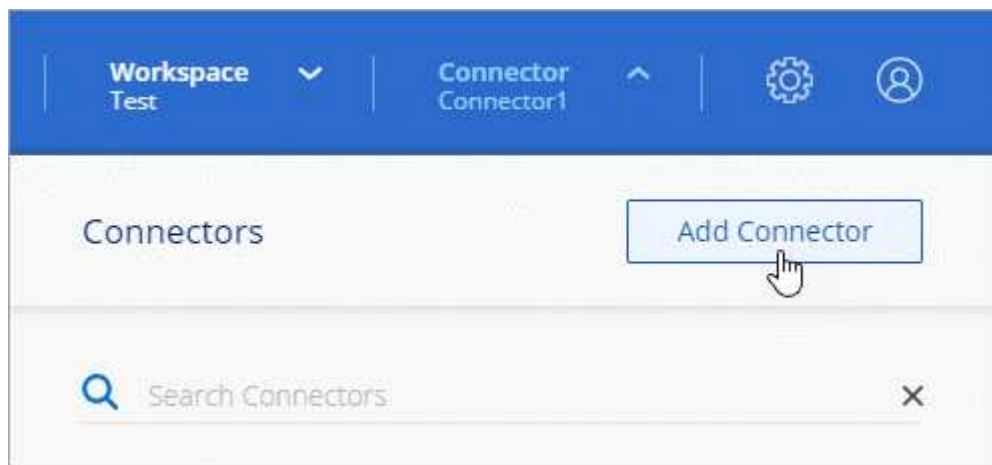 Workspace
Test
Connector
Connector1
Connectors
Add Connector
Search Connectors